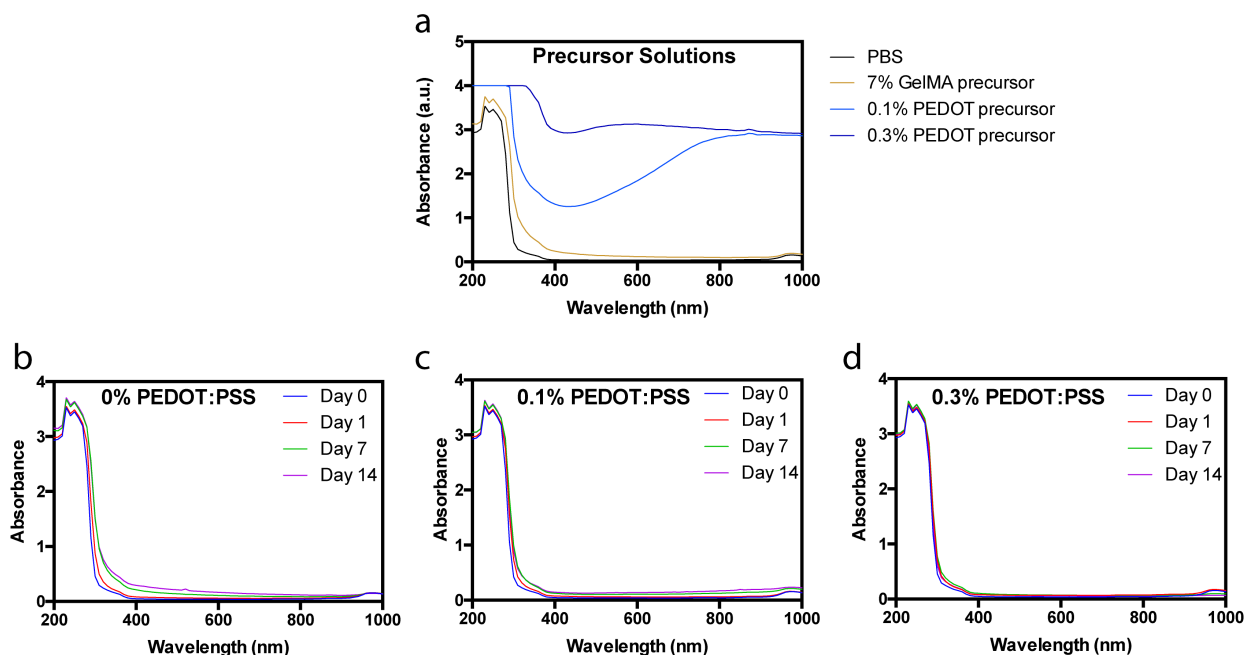 a
Precursor Solutions
5
4
3
2
1
0
Absorbance (a.u.)
200 400 600 800 1000
Wavelength (nm)
PBS
7% GelMA precursor
0.1% PEDOT precursor
0.3% PEDOT precursor
b
0% PEDOT:PSS
4
3
2
1
0
Absorbance
200 400 600 800 1000
Wavelength (nm)
Day 0
Day 1
Day 7
Day 14
c
0.1% PEDOT:PSS
4
3
2
1
0
Absorbance
200 400 600 800 1000
Wavelength (nm)
Day 0
Day 1
Day 7
Day 14
d
0.3% PEDOT:PSS
4
3
2
1
0
Absorbance
200 400 600 800 1000
Wavelength (nm)
Day 0
Day 1
Day 7
Day 14